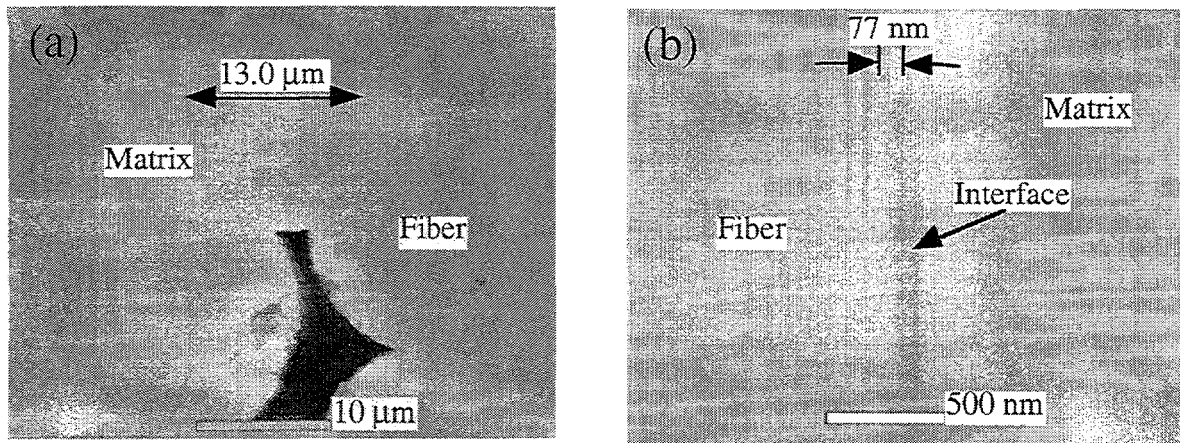 (a)
13.0 μm
Matrix
Fiber
10 μm
(b)
77 nm
Matrix
Interface
Fiber
500 nm